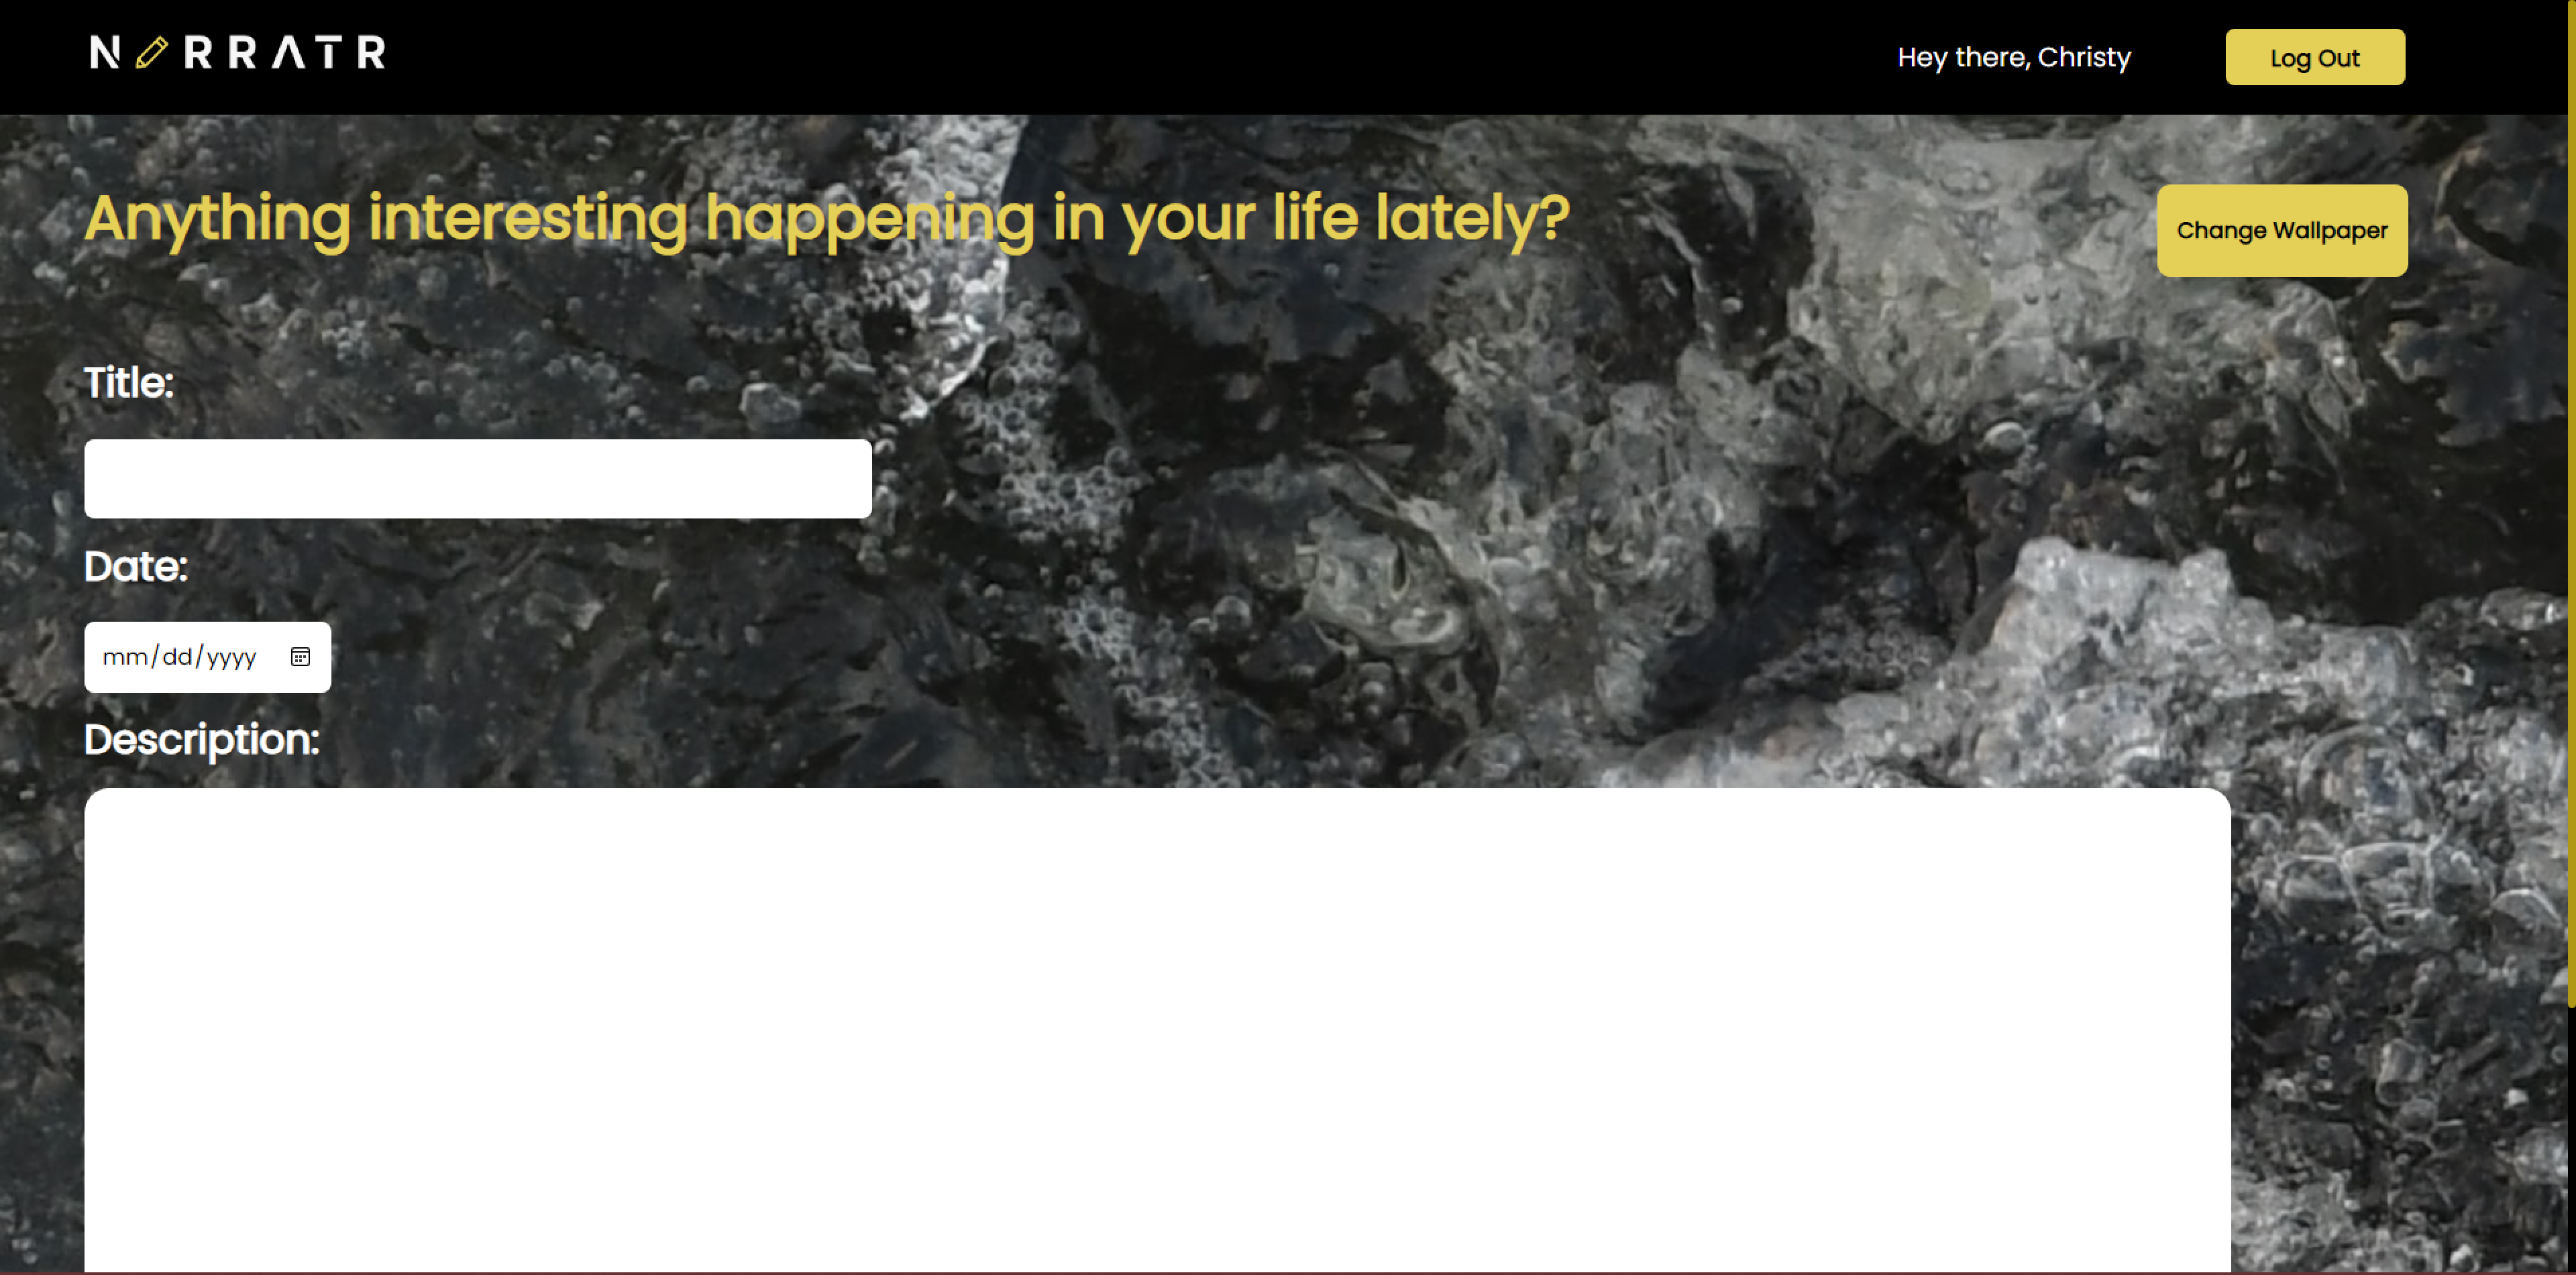 NARRATR
Hey there, Christy
Log Out
Anything interesting happening in your life lately?
Change Wallpaper
Title:
Date:
mm/dd/yyyy
Description: